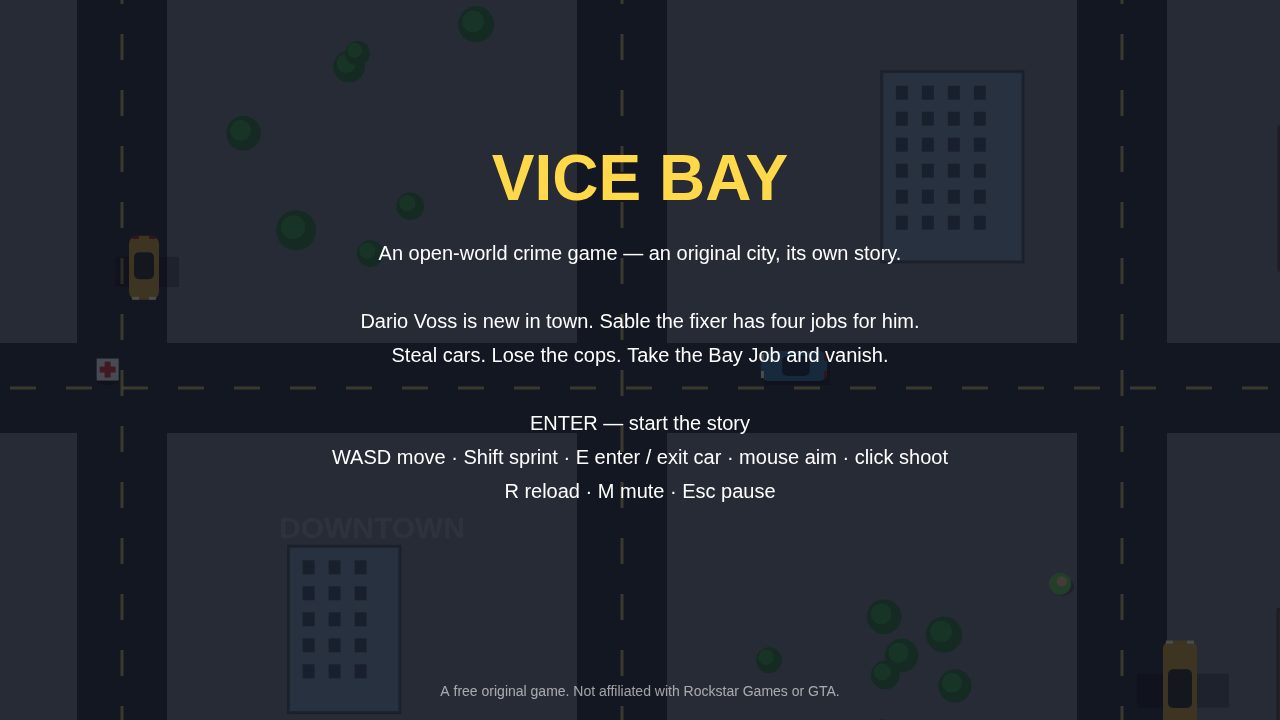 VICE BAY
An open-world crime game — an original city, its own story.
Dario Voss is new in town. Sable the fixer has four jobs for him.
Steal cars. Lose the cops. Take the Bay Job and vanish.
ENTER — start the story
WASD move · Shift sprint · E enter / exit car · mouse aim · click shoot
R reload · M mute · Esc pause
DOWNTOWN
A free original game. Not affiliated with Rockstar Games or GTA.